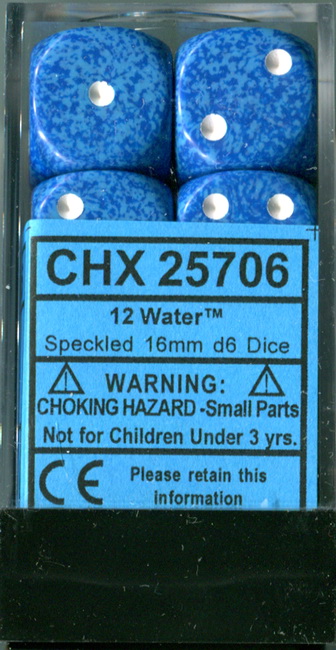 CHX 25706
12 Water™
Speckled 16mm d6 Dice
WARNING:
CHOKING HAZARD -Small Parts
Not for Children Under 3 yrs.
CE
Please retain this
information